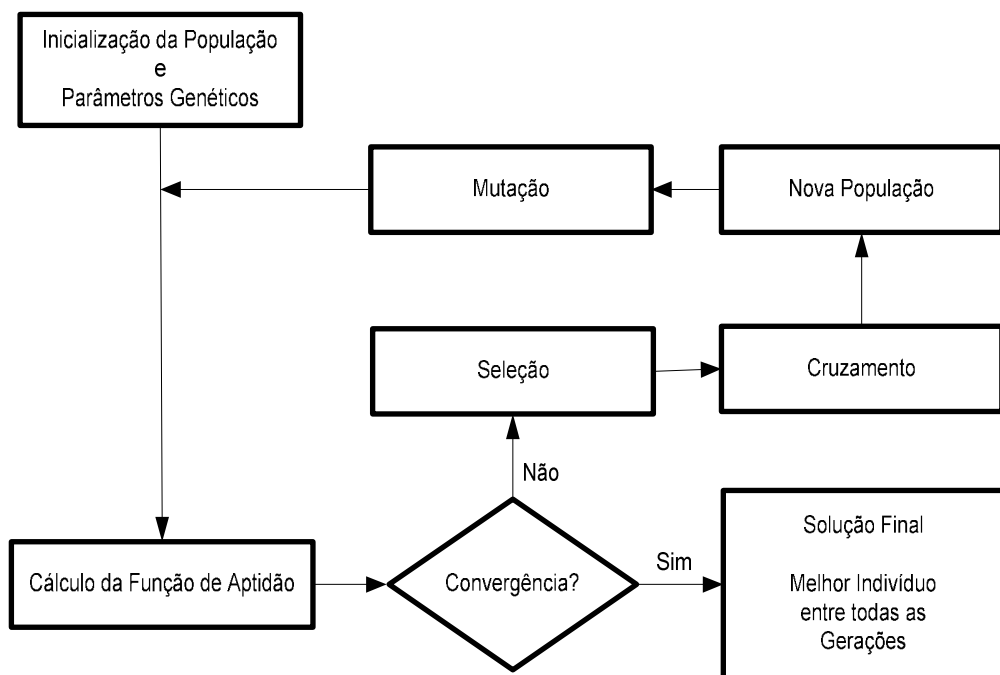 Inicialização da População
e
Parâmetros Genéticos
Mutação
Nova População
Seleção
Cruzamento
Não
Cálculo da Função de Aptidão
Convergência?
Sim
Solução Final
Melhor Indivíduo
entre todas as
Gerações